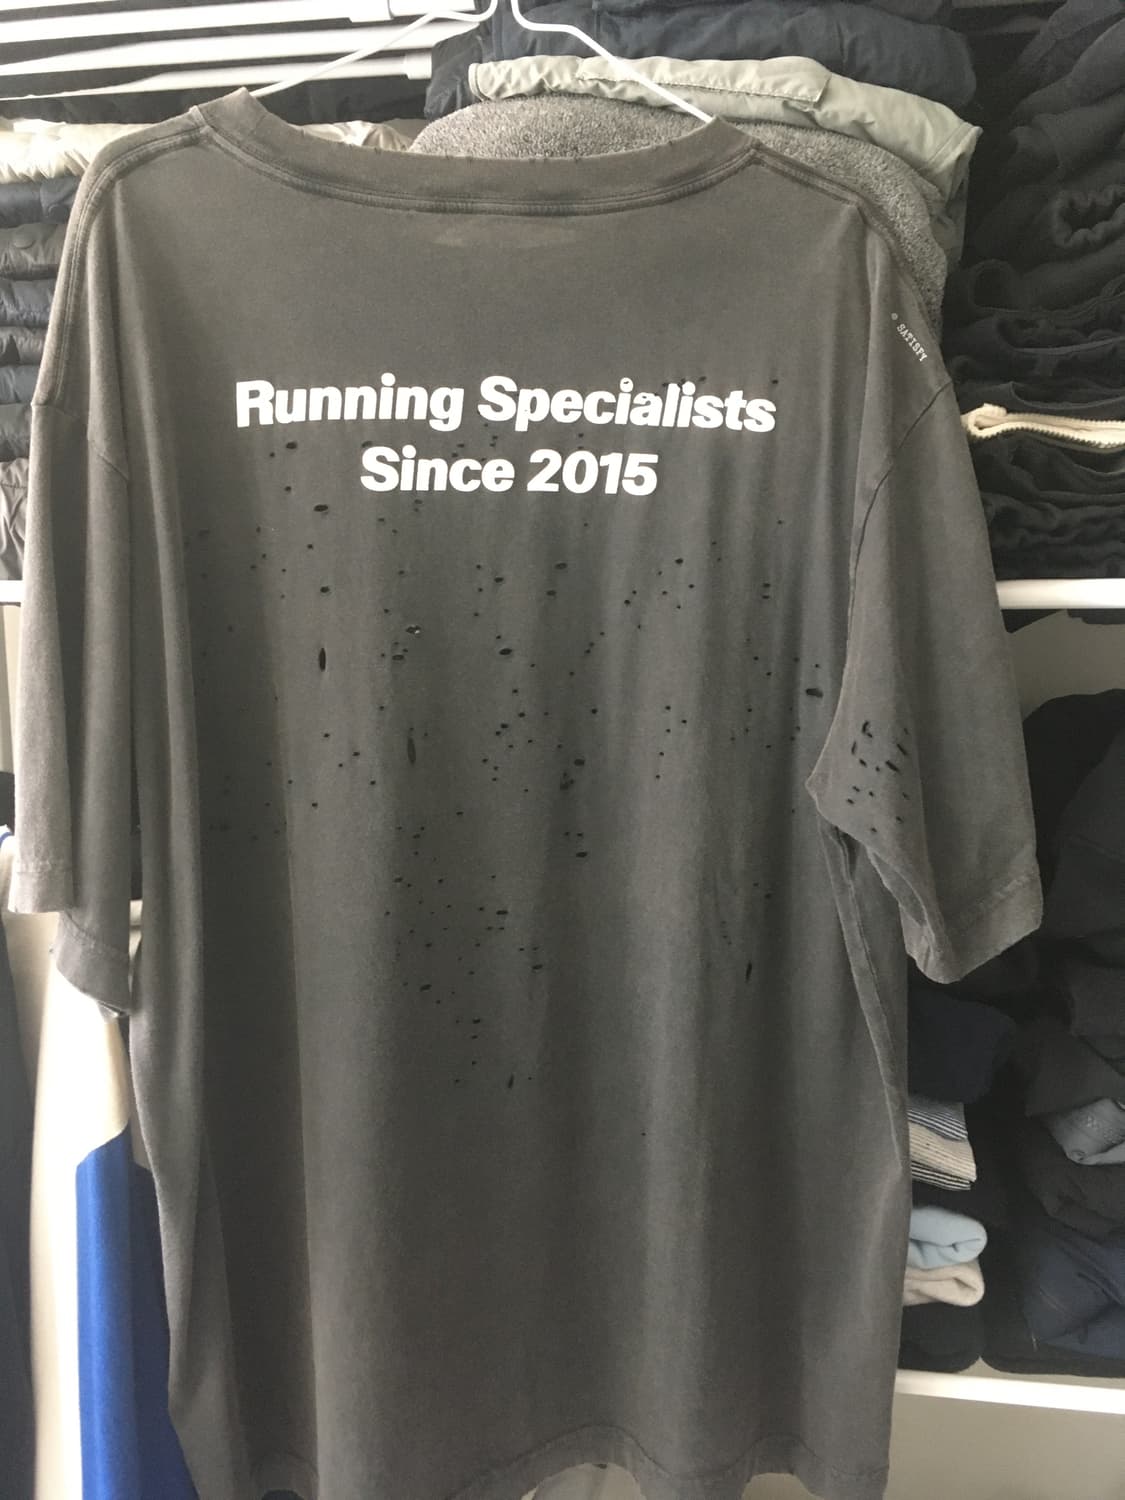 Running Specialists
Since 2015
© SATISFY